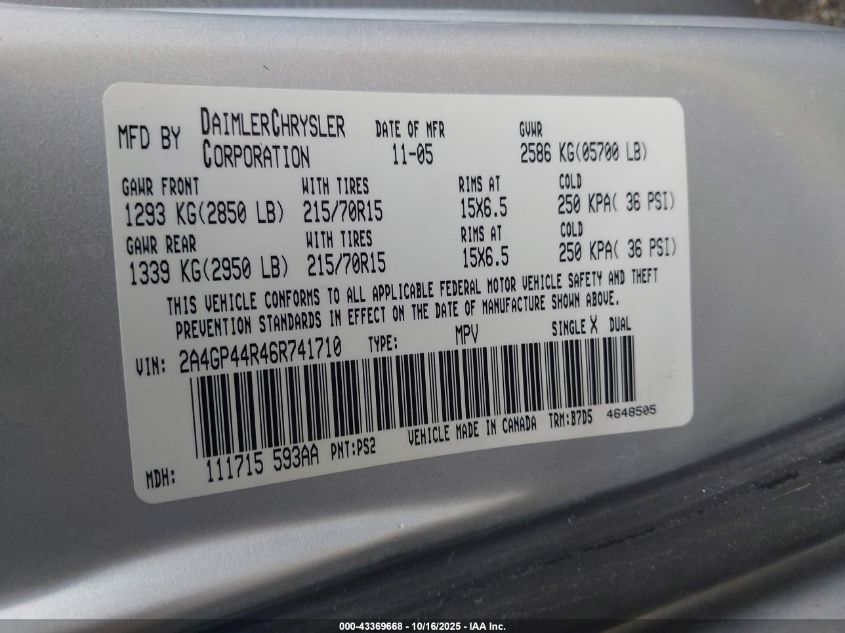 MFD BY DAIMLERCHRYSLER CORPORATION
DATE OF MFR
11-05
GVWR
2586 KG(05700 LB)
GAWR FRONT WITH TIRES RIMS AT COLD
1293 KG(2850 LB) 215/70R15 15X6.5 250 KPA( 36 PSI)
GAWR REAR WITH TIRES RIMS AT COLD
1339 KG(2950 LB) 215/70R15 15X6.5 250 KPA( 36 PSI)
THIS VEHICLE CONFORMS TO ALL APPLICABLE FEDERAL MOTOR VEHICLE SAFETY AND THEFT
PREVENTION STANDARDS IN EFFECT ON THE DATE OF MANUFACTURE SHOWN ABOVE.
VIN: 2A4GP44R46R741710 TYPE: MPV SINGLE X DUAL
MDH: 111715 593AA PNT:PS2 VEHICLE MADE IN CANADA TRM:B7D5 4648505
000-43369668 - 10/16/2025 - IAA Inc.